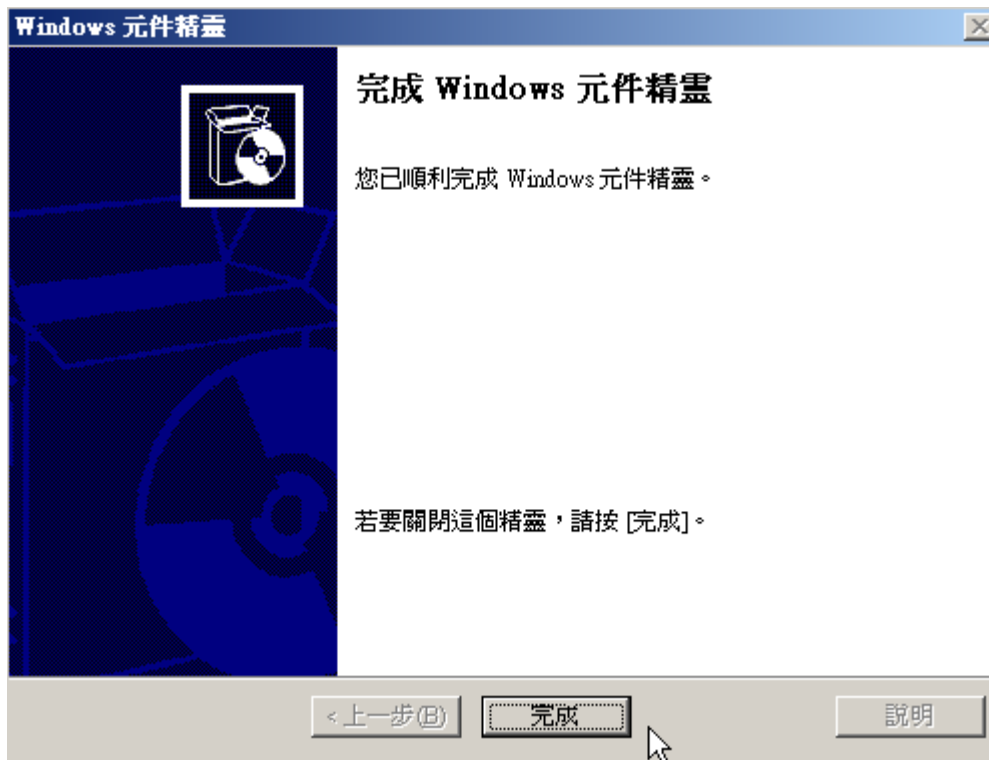 Windows 元件精靈
完成 Windows 元件精靈
您已順利完成 Windows 元件精靈。
若要關閉這個精靈，請按 [完成]。
<上一步(B)
完成
說明